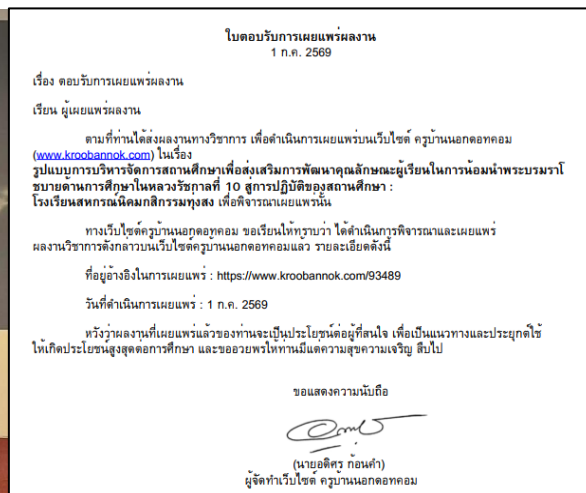 ใบตอบรับการเผยแพร่ผลงาน
1 ก.ค. 2569
เรื่อง ตอบรับการเผยแพร่ผลงาน
เรียน ผู้เผยแพร่ผลงาน
ตามที่ท่านได้ส่งผลงานทางวิชาการ เพื่อดำเนินการเผยแพร่บนเว็บไซต์ ครูบ้านนอกดอทคอม
(www.kroobannok.com) ในเรื่อง
รูปแบบการบริหารจัดการสถานศึกษาเพื่อส่งเสริมการพัฒนาคุณลักษณะผู้เรียนในการน้อมนำพระบรมราโ
ชบายด้านการศึกษาในหลวงรัชกาลที่ 10 สู่การปฏิบัติของสถานศึกษา :
โรงเรียนสหกรณ์นิคมกสิกรรมทุ่งสง เพื่อพิจารณาเผยแพร่นั้น
ทางเว็บไซต์ครูบ้านนอกดอทคอม ขอเรียนให้ทราบว่า ได้ดำเนินการพิจารณาและเผยแพร่
ผลงานวิชาการดังกล่าวบนเว็บไซต์ครูบ้านนอกดอทคอมแล้ว รายละเอียดดังนี้
ที่อยู่อ้างอิงในการเผยแพร่ : https://www.kroobannok.com/93489
วันที่ดำเนินการเผยแพร่ : 1 ก.ค. 2569
หวังว่าผลงานที่เผยแพร่แล้วของท่านจะเป็นประโยชน์ต่อผู้ที่สนใจ เพื่อเป็นแนวทางและประยุกต์ใช้
ให้เกิดประโยชน์สูงสุดต่อการศึกษา และขออวยพรให้ท่านมีแต่ความสุขความเจริญ สืบไป
ขอแสดงความนับถือ
(นายอดิศร ก้อนคำ)
ผู้จัดทำเว็บไซต์ ครูบ้านนอกดอทคอม